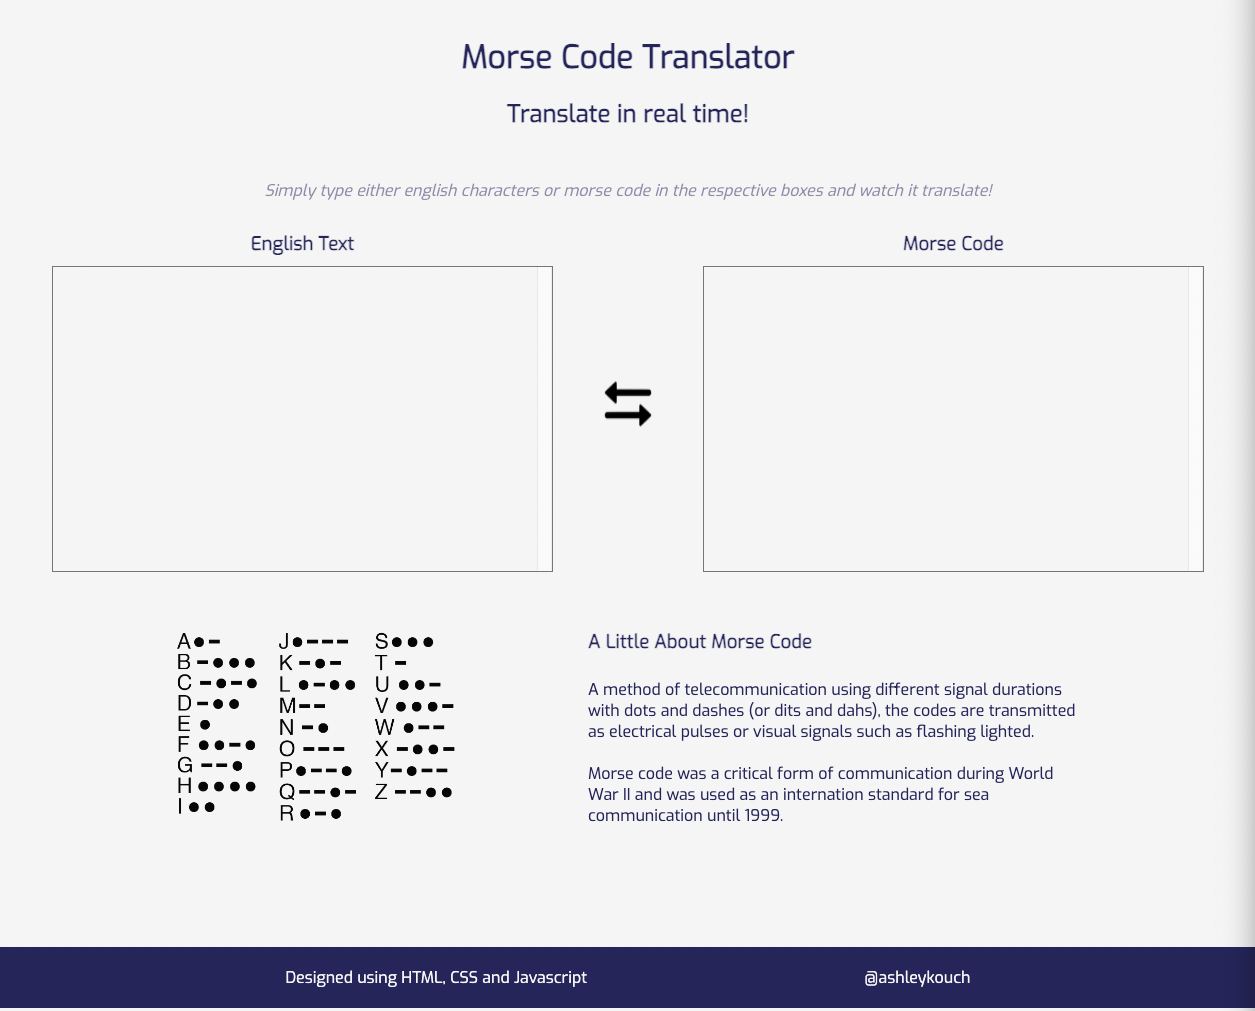 Morse Code Translator
Translate in real time!
Simply type either english characters or morse code in the respective boxes and watch it translate!
English Text
Morse Code
A ●–
B –●●●
C –●–●
D –●●
E ●
F ●●–●
G ––●
H ●●●●
I ●●
J ●–––
K –●–
L ●–●●
M ––
N –●
O –––
P ●––●
Q ––●–
R ●–●
S ●●●
T –
U ●●–
V ●●●–
W ●––
X –●●–
Y –●––
Z ––●●
A Little About Morse Code
A method of telecommunication using different signal durations
with dots and dashes (or dits and dahs), the codes are transmitted
as electrical pulses or visual signals such as flashing lighted.
Morse code was a critical form of communication during World
War II and was used as an internation standard for sea
communication until 1999.
Designed using HTML, CSS and Javascript
@ashleykouch